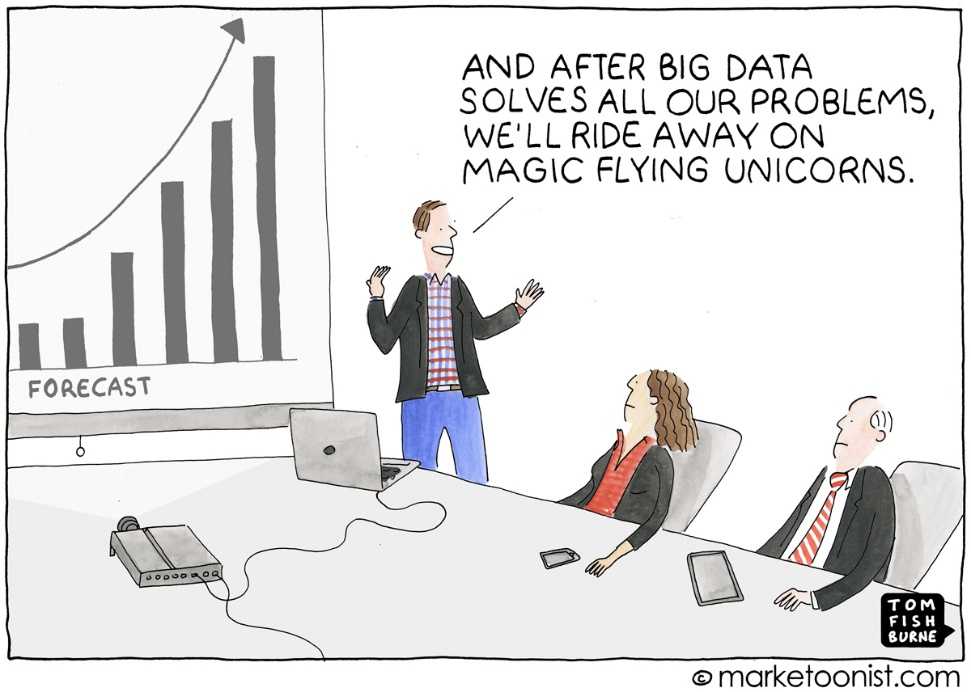 AND AFTER BIG DATA
SOLVES ALL OUR PROBLEMS,
WE'LL RIDE AWAY ON
MAGIC FLYING UNICORNS.
FORECAST
TOM
FISH
BURNE
© marketoonist.com